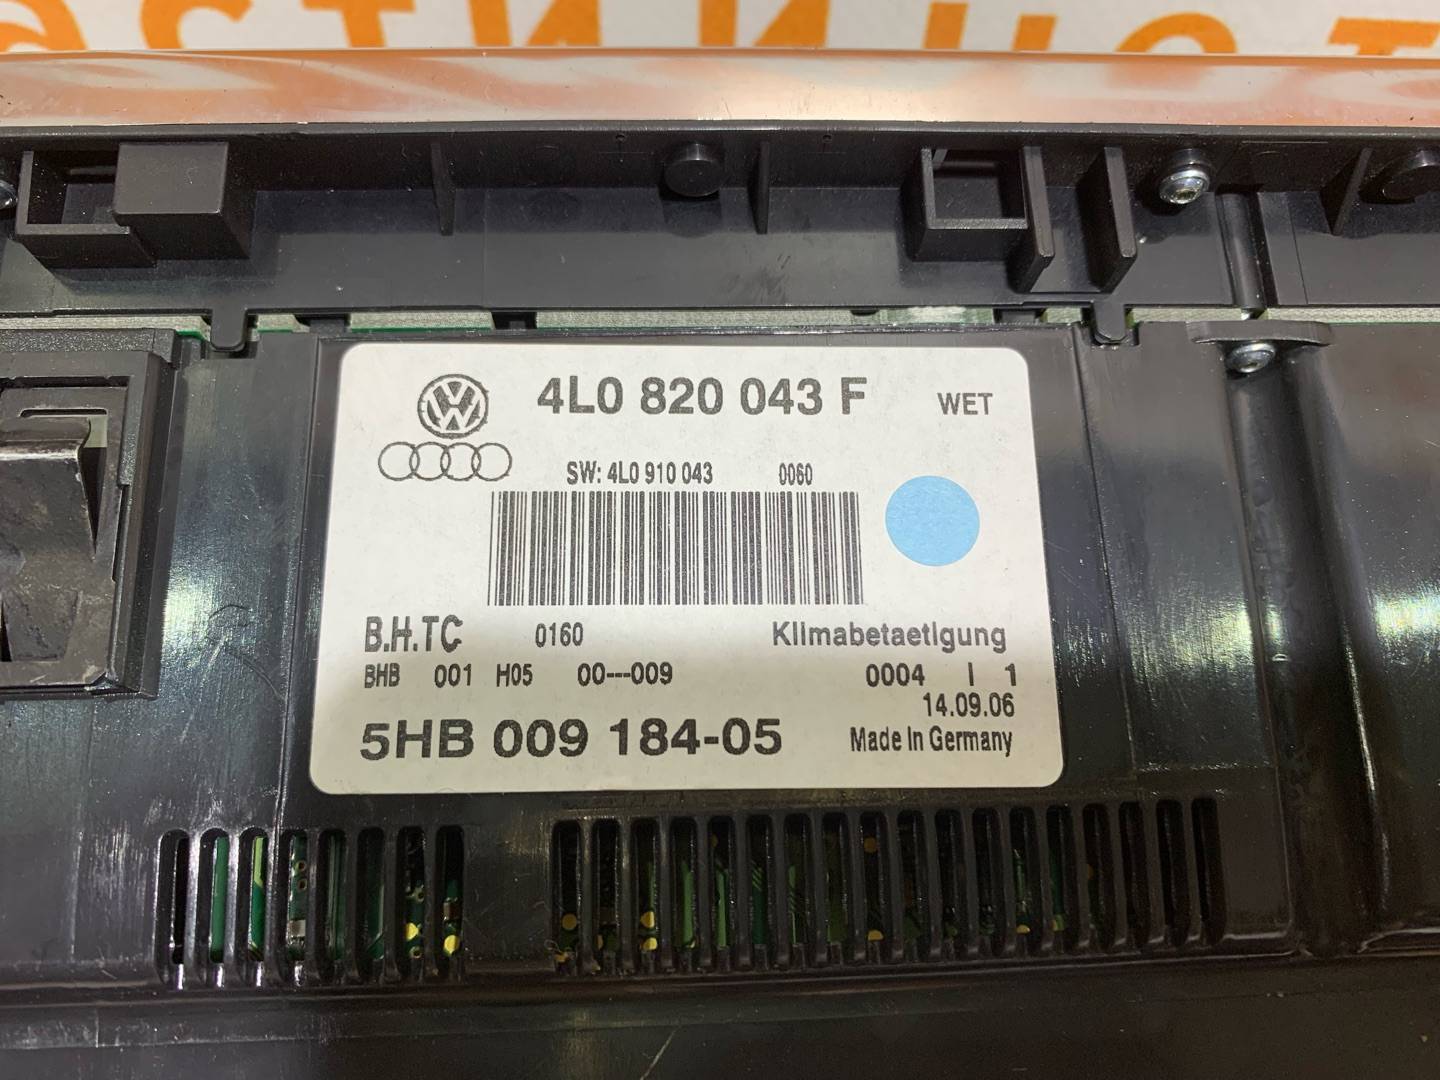 астиност
4L0 820 043 F WET
SW: 4L0 910 043 0060
B.H.TC 0160 Klimabetaetigung
BHB 001 H05 00---009 0004 I 1
14.09.06
5HB 009 184-05 Made In Germany